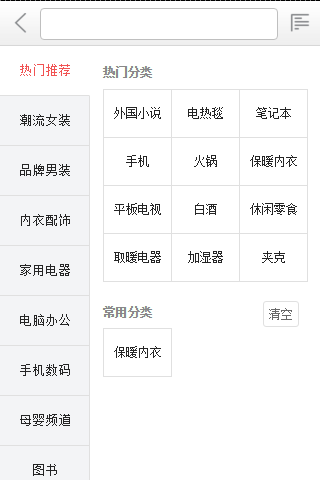 热门推荐
潮流女装
品牌男装
内衣配饰
家用电器
电脑办公
手机数码
母婴频道
图书
热门分类
外国小说 电热毯 笔记本
手机 火锅 保暖内衣
平板电视 白酒 休闲零食
取暖电器 加湿器 夹克
常用分类 清空
保暖内衣